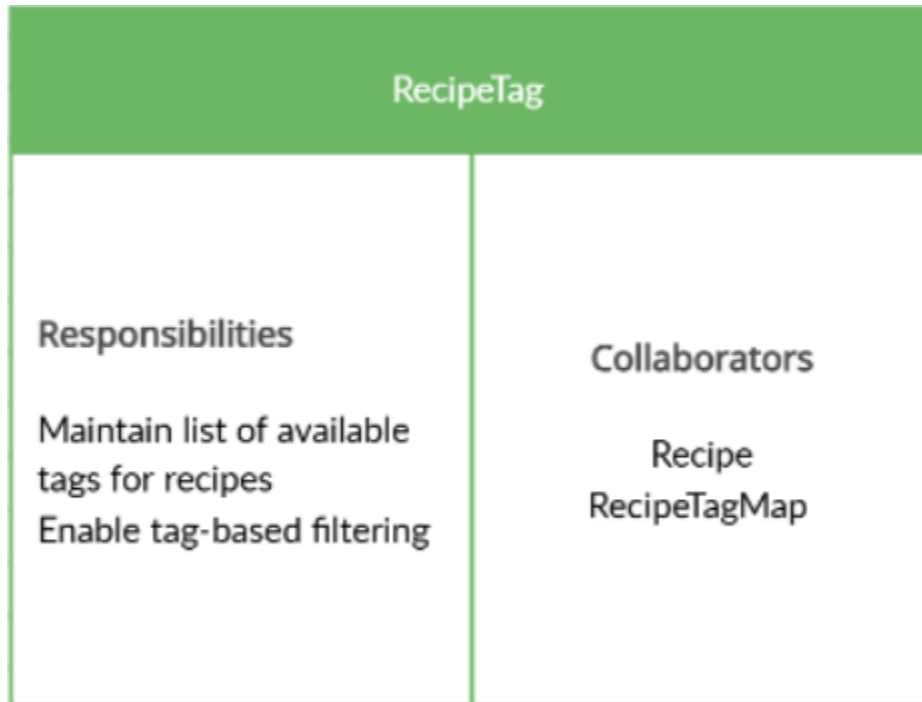 RecipeTag
Responsibilities
Maintain list of available
tags for recipes
Enable tag-based filtering
Collaborators
Recipe
RecipeTagMap